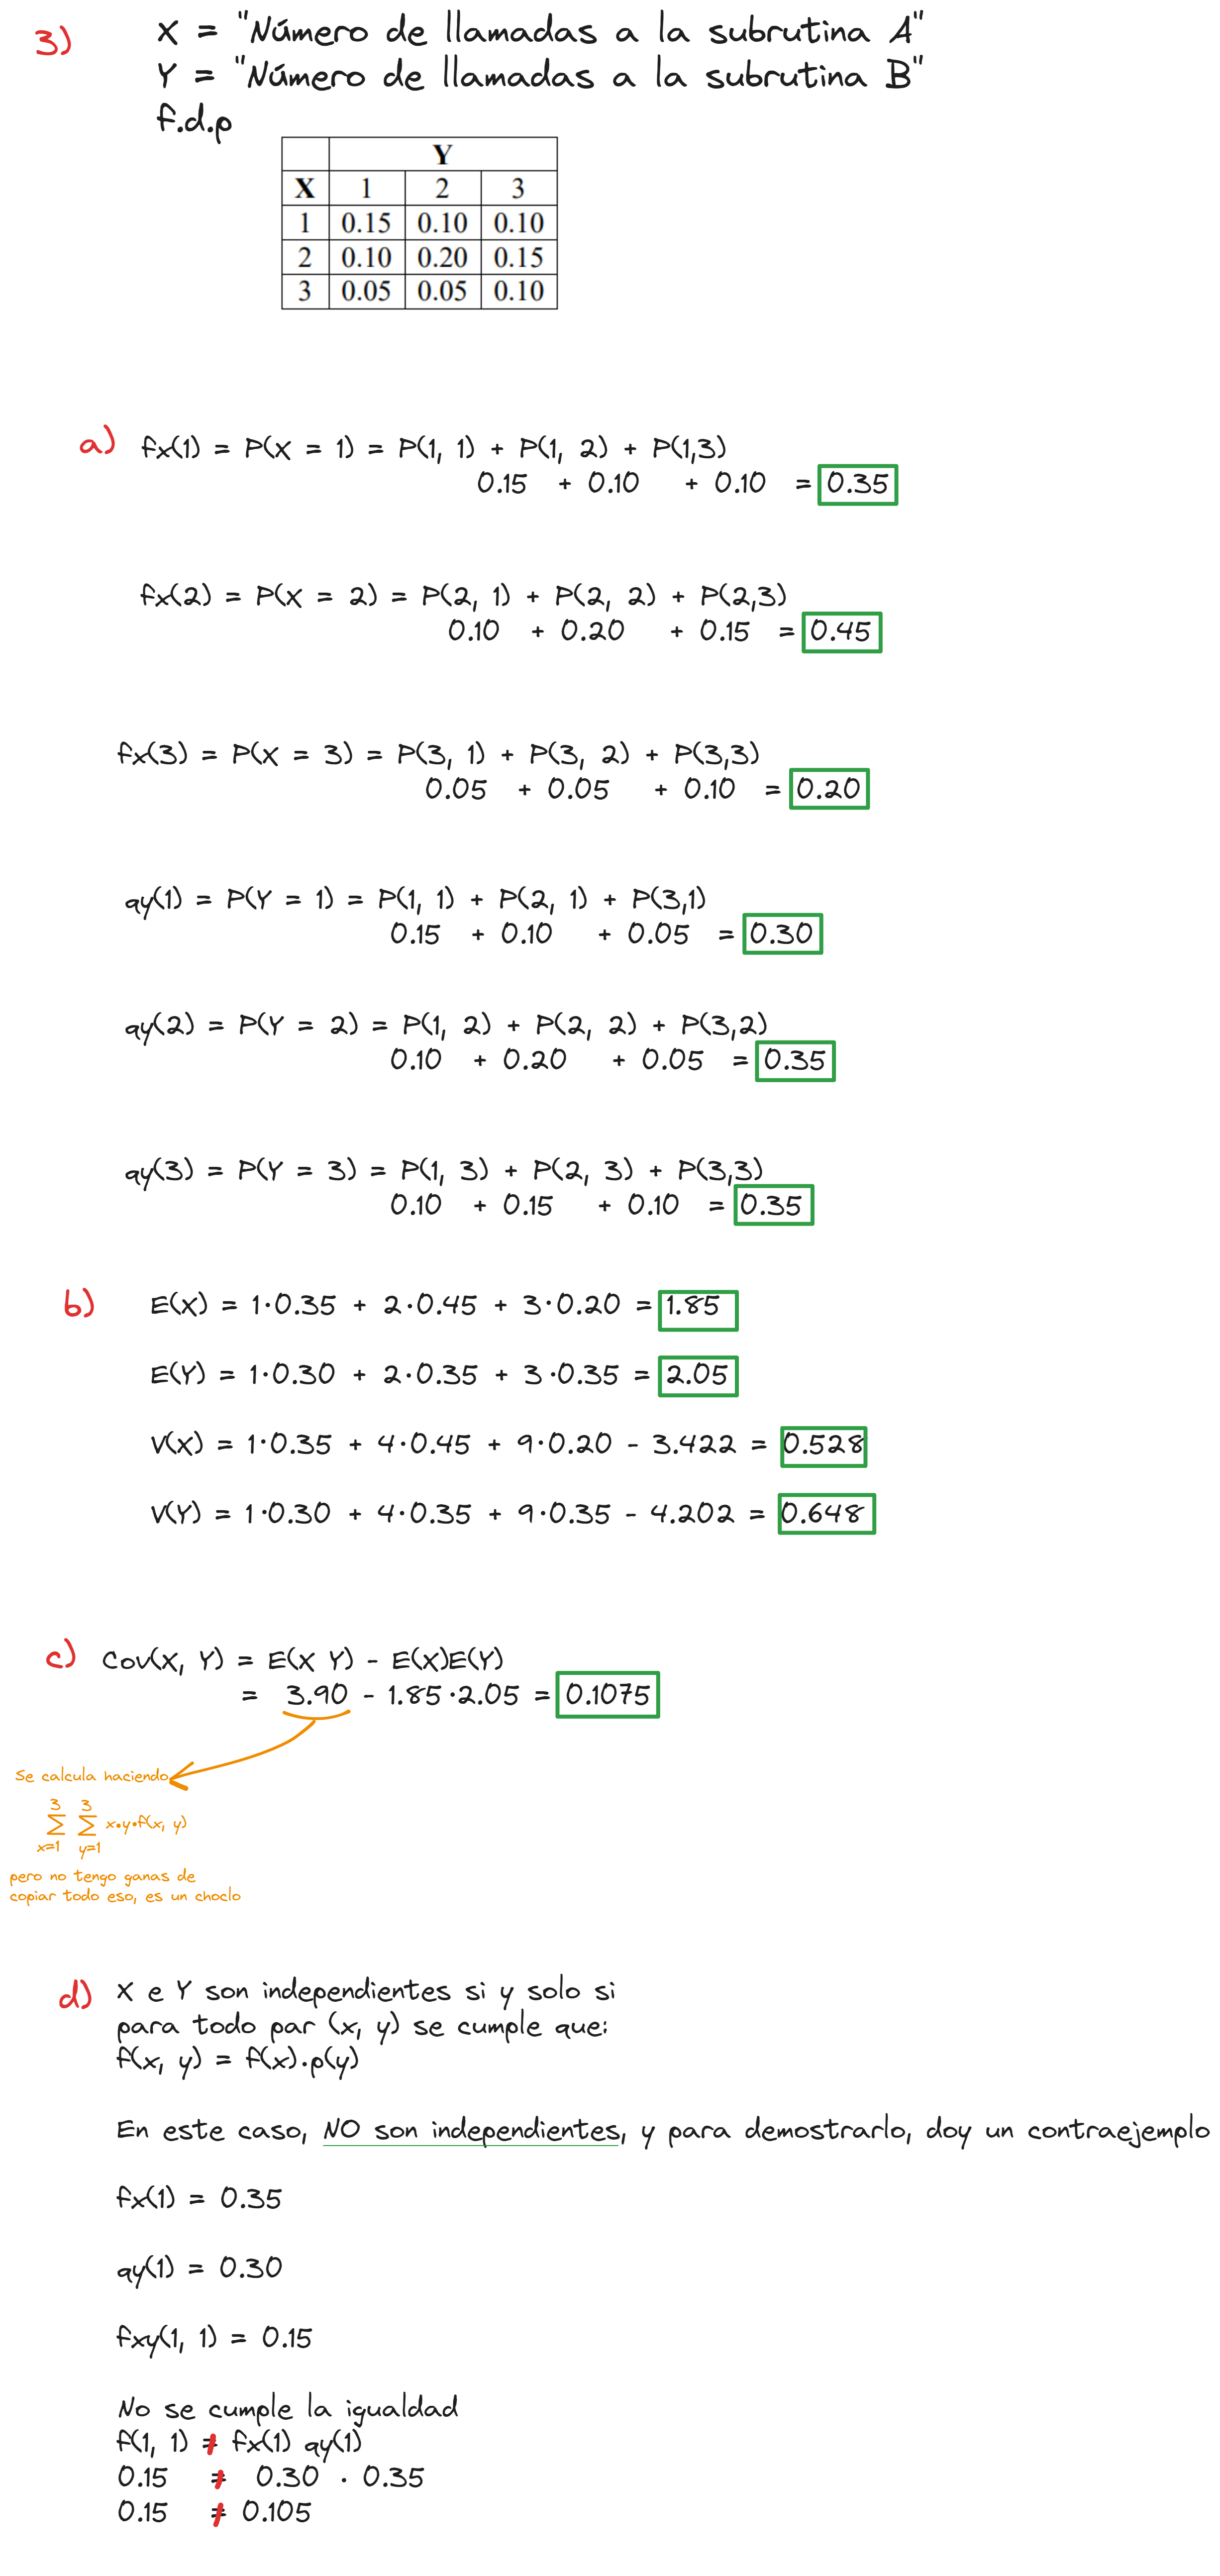 3)
X = "Número de llamadas a la subrutina A"
Y = "Número de llamadas a la subrutina B"
f.d.p
Y
X 1 2 3
1 0.15 0.10 0.10
2 0.10 0.20 0.15
3 0.05 0.05 0.10
a) fx(1) = P(X = 1) = P(1, 1) + P(1, 2) + P(1,3)
0.15 + 0.10 + 0.10 = 0.35
fx(2) = P(X = 2) = P(2, 1) + P(2, 2) + P(2,3)
0.10 + 0.20 + 0.15 = 0.45
fx(3) = P(X = 3) = P(3, 1) + P(3, 2) + P(3,3)
0.05 + 0.05 + 0.10 = 0.20
qy(1) = P(Y = 1) = P(1, 1) + P(2, 1) + P(3,1)
0.15 + 0.10 + 0.05 = 0.30
qy(2) = P(Y = 2) = P(1, 2) + P(2, 2) + P(3,2)
0.10 + 0.20 + 0.05 = 0.35
qy(3) = P(Y = 3) = P(1, 3) + P(2, 3) + P(3,3)
0.10 + 0.15 + 0.10 = 0.35
b) E(X) = 1·0.35 + 2·0.45 + 3·0.20 = 1.85
E(Y) = 1·0.30 + 2·0.35 + 3·0.35 = 2.05
V(X) = 1·0.35 + 4·0.45 + 9·0.20 - 3.422 = 0.528
V(Y) = 1·0.30 + 4·0.35 + 9·0.35 - 4.202 = 0.648
c) Cov(X, Y) = E(X Y) - E(X)E(Y)
= 3.90 - 1.85·2.05 = 0.1075
Se calcula haciendo
3 3
∑ ∑ x•y•f(x, y)
x=1 y=1
pero no tengo ganas de
copiar todo eso, es un choclo
d) X e Y son independientes si y solo si
para todo par (x, y) se cumple que:
f(x, y) = f(x).p(y)
En este caso, NO son independientes, y para demostrarlo, doy un contraejemplo
fx(1) = 0.35
qy(1) = 0.30
fxy(1, 1) = 0.15
No se cumple la igualdad
f(1, 1) ≠ fx(1) qy(1)
0.15 ≠ 0.30 . 0.35
0.15 ≠ 0.105